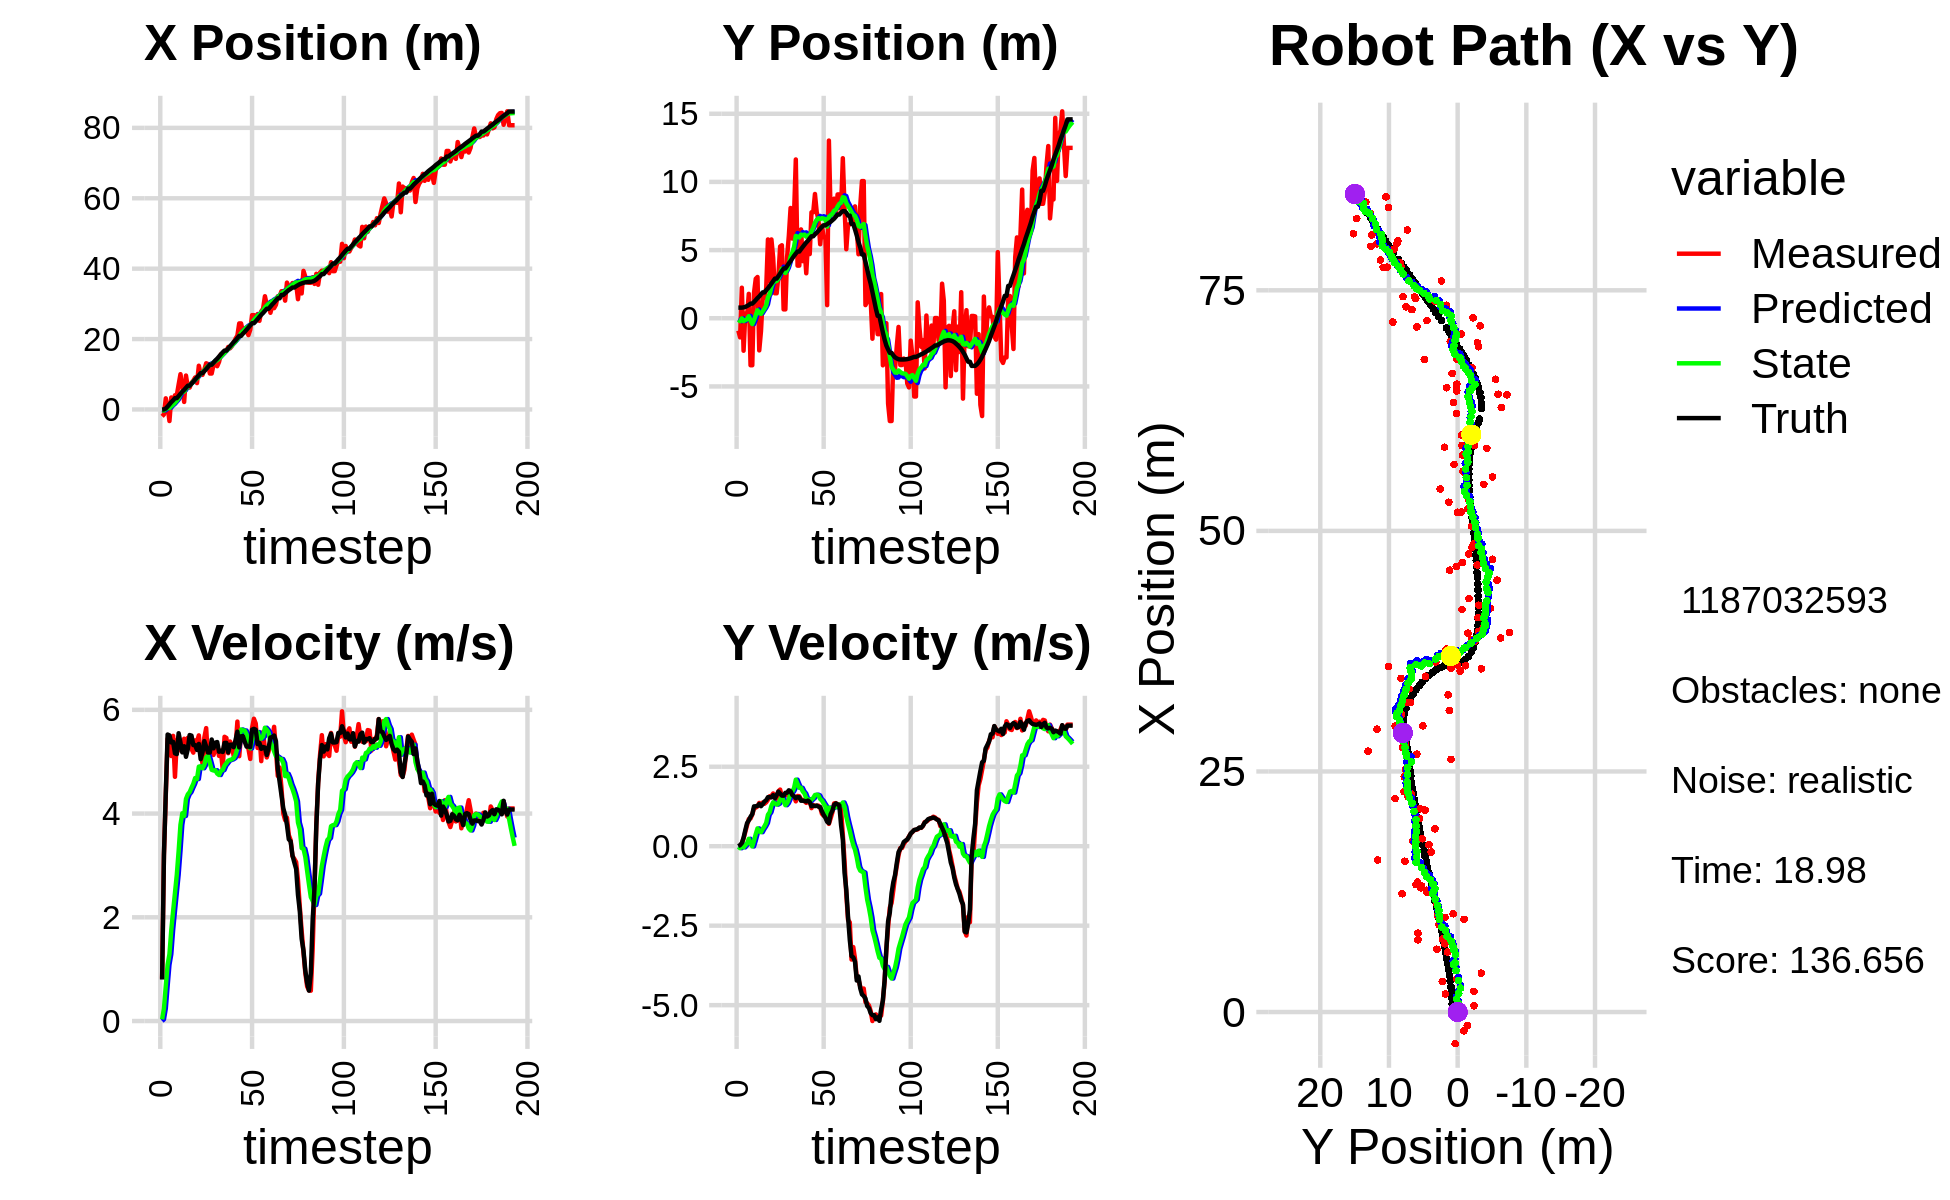 X Position (m)
80
60
40
20
0
0
50
100
150
200
timestep
Y Position (m)
15
10
5
0
-5
0
50
100
150
200
timestep
X Velocity (m/s)
6
4
2
0
0
50
100
150
200
timestep
Y Velocity (m/s)
2.5
0.0
-2.5
-5.0
0
50
100
150
200
timestep
Robot Path (X vs Y)
X Position (m)
75
50
25
0
20
10
0
-10
-20
Y Position (m)
variable
Measured
Predicted
State
Truth
1187032593
Obstacles: none
Noise: realistic
Time: 18.98
Score: 136.656